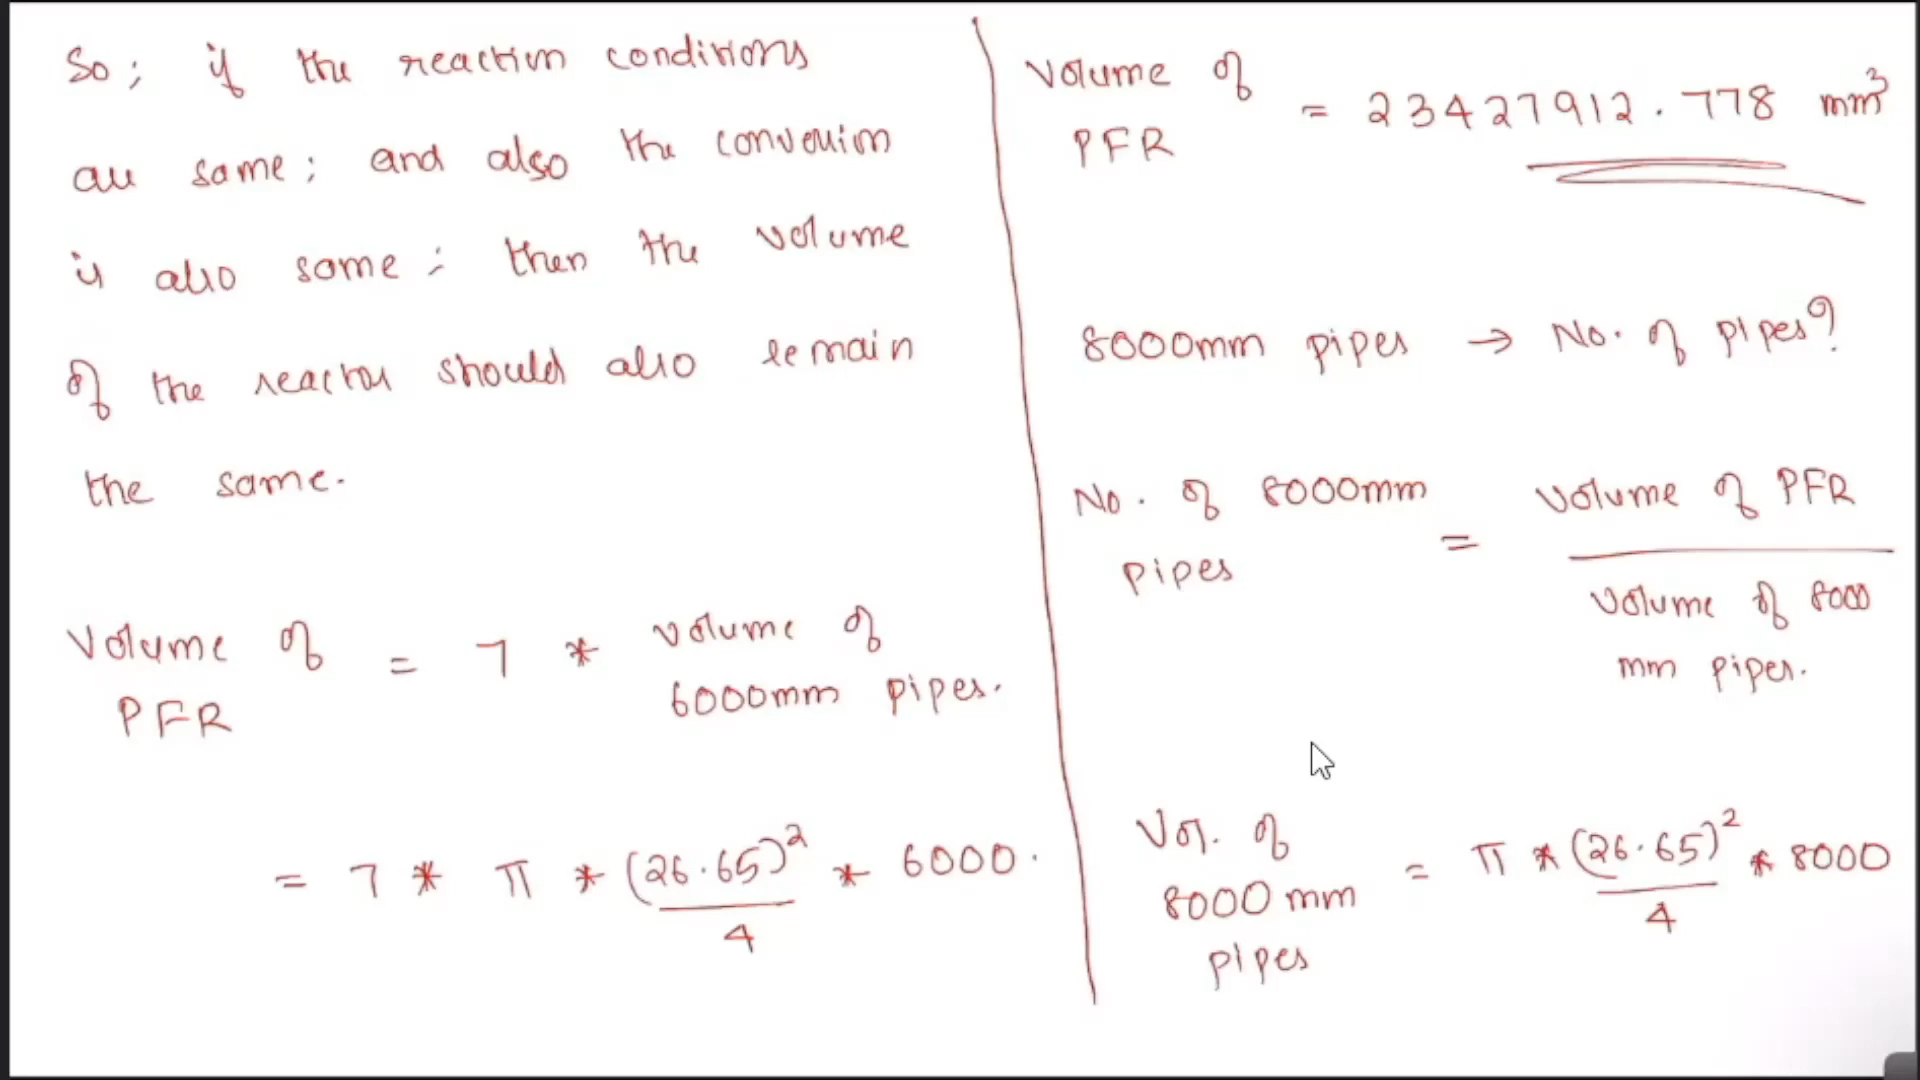 So; if the reaction conditions
are same; and also the conversion
is also same; then the volume
of the reactor should also remain
the same.
Volume of PFR = 7 * volume of 6000mm pipes.
= 7 * π * (26.65)²/4 * 6000.
Volume of PFR = 23427912.778 mm³
8000mm pipes → No. of pipes?
No. of 8000mm pipes = Volume of PFR / Volume of 8000 mm pipes.
Vol. of 8000 mm pipes = π * (26.65)²/4 * 8000